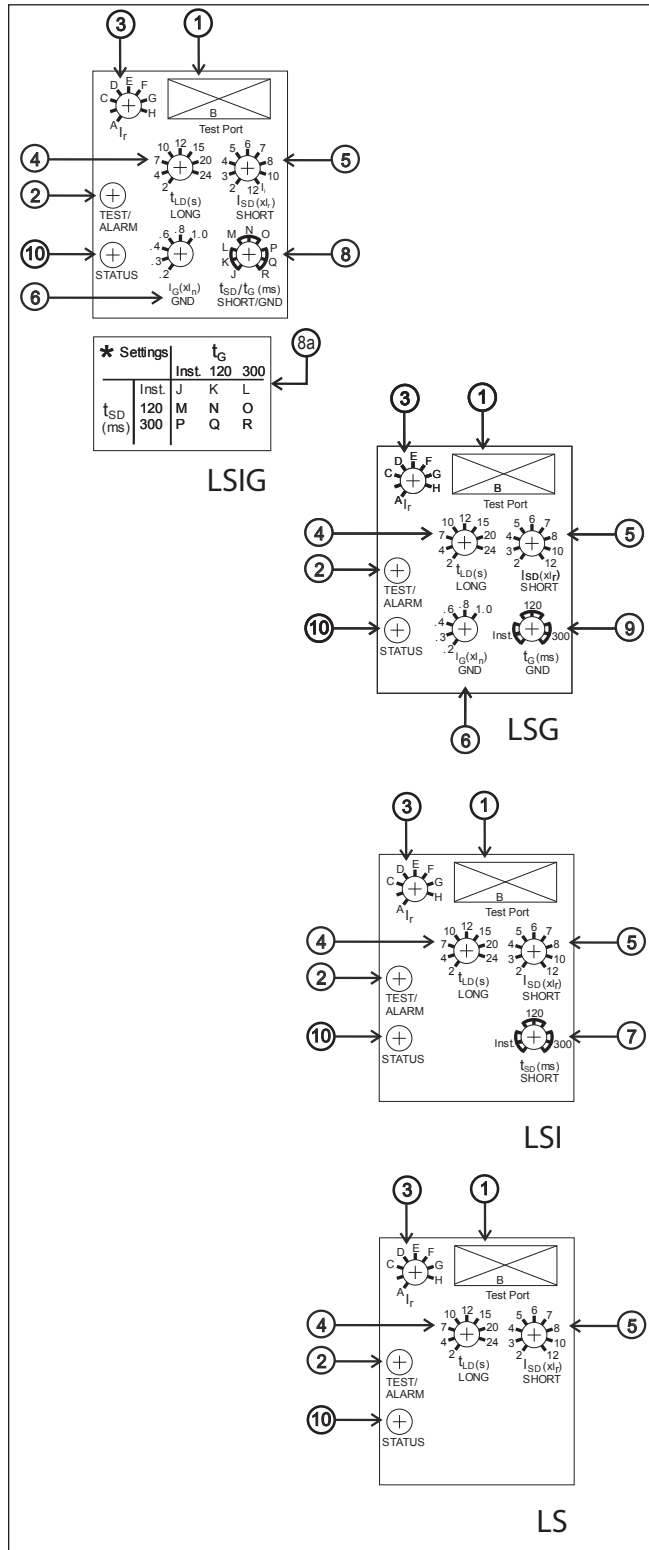 3 1
D E F
C G
H
A
Ir
B
Test Port
4
10 12 15
7 20
4 24
2
tLD(s)
LONG
5 6 7
4 8
3 10
2 12 Ii
ISD(xIr)
SHORT
5
2
TEST/
ALARM
10
STATUS
.6 .8 1.0
.4
.3
.2
IG(xIn)
GND
6
M N O
L P
K Q
J R
tSD/tG (ms)
SHORT/GND
8
* Settings tG
Inst. 120 300
Inst. J K L
tSD 120 M N O
(ms) 300 P Q R
8a
LSIG
3 1
D E F
C G
H
A
Ir
B
Test Port
4
10 12 15
7 20
4 24
2
tLD(s)
LONG
5 6 7
4 8
3 10
2 12
ISD(xIr)
SHORT
5
2
TEST/
ALARM
10
STATUS
.6 .8 1.0
.4
.3
.2
IG(xIn)
GND
6
120
Inst. 300
tG(ms)
GND
9
LSG
3 1
D E F
C G
H
A
Ir
B
Test Port
4
10 12 15
7 20
4 24
2
tLD(s)
LONG
5 6 7
4 8
3 10
2 12
ISD(xIr)
SHORT
5
2
TEST/
ALARM
10
STATUS
120
Inst. 300
tSD(ms)
SHORT
7
LSI
3 1
D E F
C G
H
A
Ir
B
Test Port
4
10 12 15
7 20
4 24
2
tLD(s)
LONG
5 6 7
4 8
3 10
2 12
ISD(xIr)
SHORT
5
2
TEST/
ALARM
10
STATUS
LS